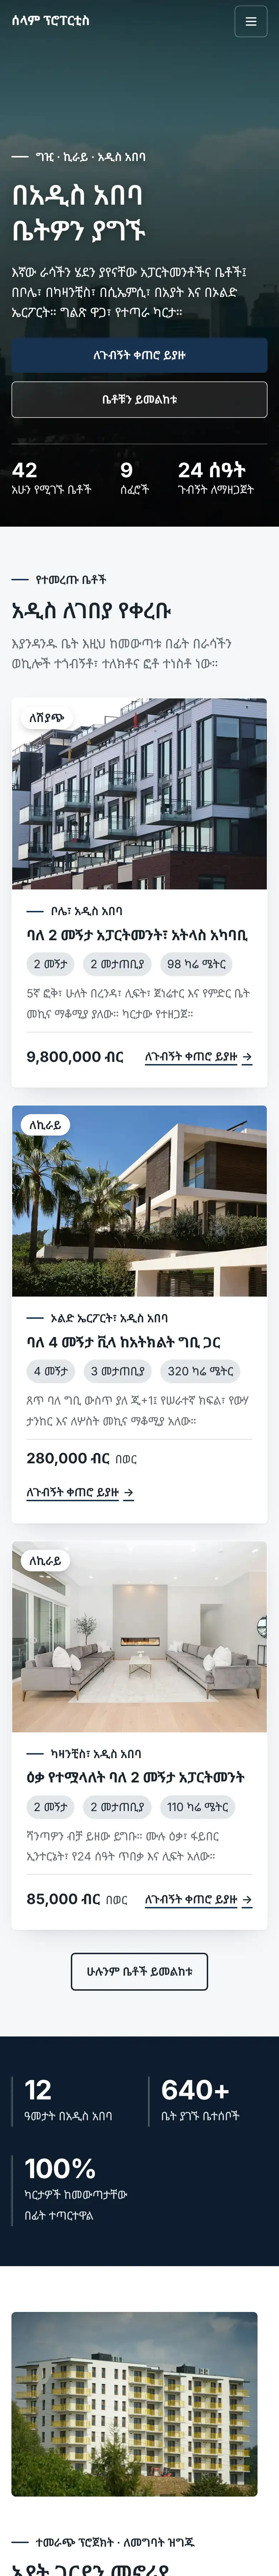 ሰላም ፕሮፐርቲስ
ግዢ · ኪራይ · አዲስ አበባ
በአዲስ አበባ
ቤትዎን ያግኙ
እኛው ራሳችን ሄደን ያየናቸው አፓርትመንቶችና ቤቶች፤
በቦሌ፣ በካዛንቺስ፣ በሲኤምሲ፣ በአያት እና በኦልድ
ኤርፖርት። ግልጽ ዋጋ፣ የተጣራ ካርታ።
ለጉብኝት ቀጠሮ ይያዙ
ቤቶቹን ይመልከቱ
42
አሁን የሚገኙ ቤቶች
9
ሰፈሮች
24 ሰዓት
ጉብኝት ለማዘጋጀት
የተመረጡ ቤቶች
አዲስ ለገበያ የቀረቡ
እያንዳንዱ ቤት እዚህ ከመውጣቱ በፊት በራሳችን
ወኪሎች ተጎብኝቶ፣ ተለክቶና ፎቶ ተነስቶ ነው።
ለሽያጭ
ቦሌ፣ አዲስ አበባ
ባለ 2 መኝታ አፓርትመንት፣ አትላስ አካባቢ
2 መኝታ
2 መታጠቢያ
98 ካሬ ሜትር
5ኛ ፎቅ፣ ሁለት በረንዳ፣ ሊፍት፣ ጀነሬተር እና የምድር ቤት
መኪና ማቆሚያ ያለው። ካርታው የተዘጋጀ።
9,800,000 ብር
ለጉብኝት ቀጠሮ ይያዙ →
ለኪራይ
ኦልድ ኤርፖርት፣ አዲስ አበባ
ባለ 4 መኝታ ቪላ ከአትክልት ግቢ ጋር
4 መኝታ
3 መታጠቢያ
320 ካሬ ሜትር
ጸጥ ባለ ግቢ ውስጥ ያለ ጂ+1፤ የሠራተኛ ክፍል፣ የውሃ
ታንከር እና ለሦስት መኪና ማቆሚያ አለው።
280,000 ብር በወር
ለጉብኝት ቀጠሮ ይያዙ →
ለኪራይ
ካዛንቺስ፣ አዲስ አበባ
ዕቃ የተሟላለት ባለ 2 መኝታ አፓርትመንት
2 መኝታ
2 መታጠቢያ
110 ካሬ ሜትር
ሻንጣዎን ብቻ ይዘው ይግቡ። ሙሉ ዕቃ፣ ፋይበር
ኢንተርኔት፣ የ24 ሰዓት ጥበቃ እና ሊፍት አለው።
85,000 ብር በወር
ለጉብኝት ቀጠሮ ይያዙ →
ሁሉንም ቤቶች ይመልከቱ
12
ዓመታት በአዲስ አበባ
640+
ቤት ያገኙ ቤተሰቦች
100%
ካርታዎች ከመውጣታቸው
በፊት ተጣርተዋል
ተመራጭ ፕሮጀክት · ለመግባት ዝግጁ